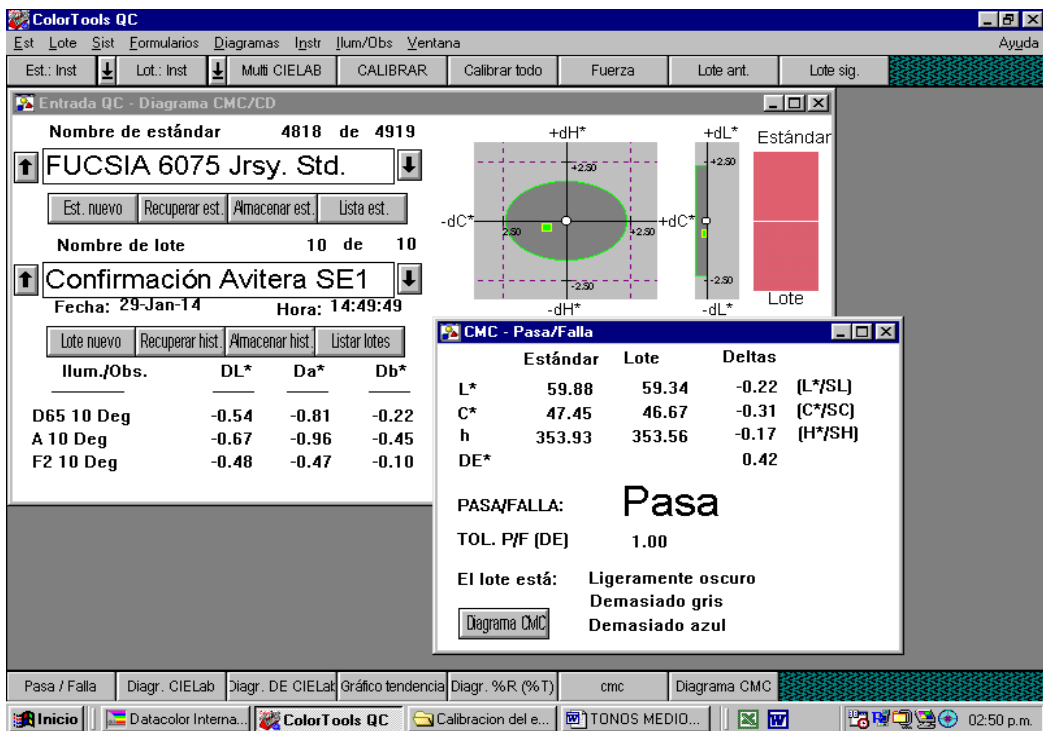 ColorTools QC
Est Lote Sist Formularios Diagramas Instr Ilum/Obs Ventana Ayuda
Est.: Inst Lot.: Inst Multi CIELAB CALIBRAR Calibrar todo Fuerza Lote ant. Lote sig.
Entrada QC - Diagrama CMC/CD
Nombre de estándar 4818 de 4919
FUCSIA 6075 Jrsy. Std.
Est. nuevo Recuperar est. Almacenar est. Lista est.
Nombre de lote 10 de 10
Confirmación Avitera SE1
Fecha: 29-Jan-14 Hora: 14:49:49
Lote nuevo Recuperar hist. Almacenar hist. Listar lotes
Ilum./Obs. DL* Da* Db*
D65 10 Deg -0.54 -0.81 -0.22
A 10 Deg -0.67 -0.96 -0.45
F2 10 Deg -0.48 -0.47 -0.10
+dH* +dL* Estándar
+2.50 +2.50
-dC* 2.50 +2.50 +dC*
-2.50 -2.50
-dH* -dL* Lote
CMC - Pasa/Falla
Estándar Lote Deltas
L* 59.88 59.34 -0.22 (L*/SL)
C* 47.45 46.67 -0.31 (C*/SC)
h 353.93 353.56 -0.17 (H*/SH)
DE* 0.42
PASA/FALLA: Pasa
TOL. P/F (DE) 1.00
El lote está: Ligeramente oscuro
Demasiado gris
Demasiado azul
Diagrama CMC
Pasa / Falla Diagr. CIELab Diagr. DE CIELab Gráfico tendencia Diagr. %R (%T) cmc Diagrama CMC
Inicio Datacolor Interna... ColorTools QC Calibracion del e... TONOS MEDIO... 02:50 p.m.